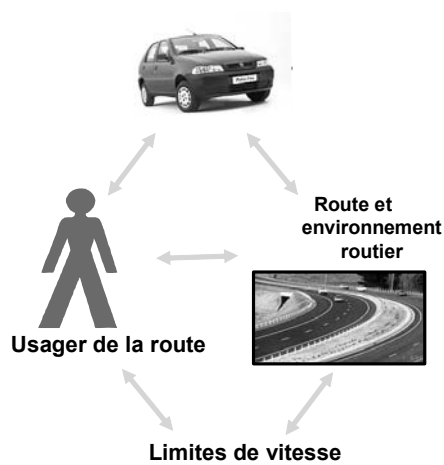 Route et
environnement
routier
Usager de la route
Limites de vitesse